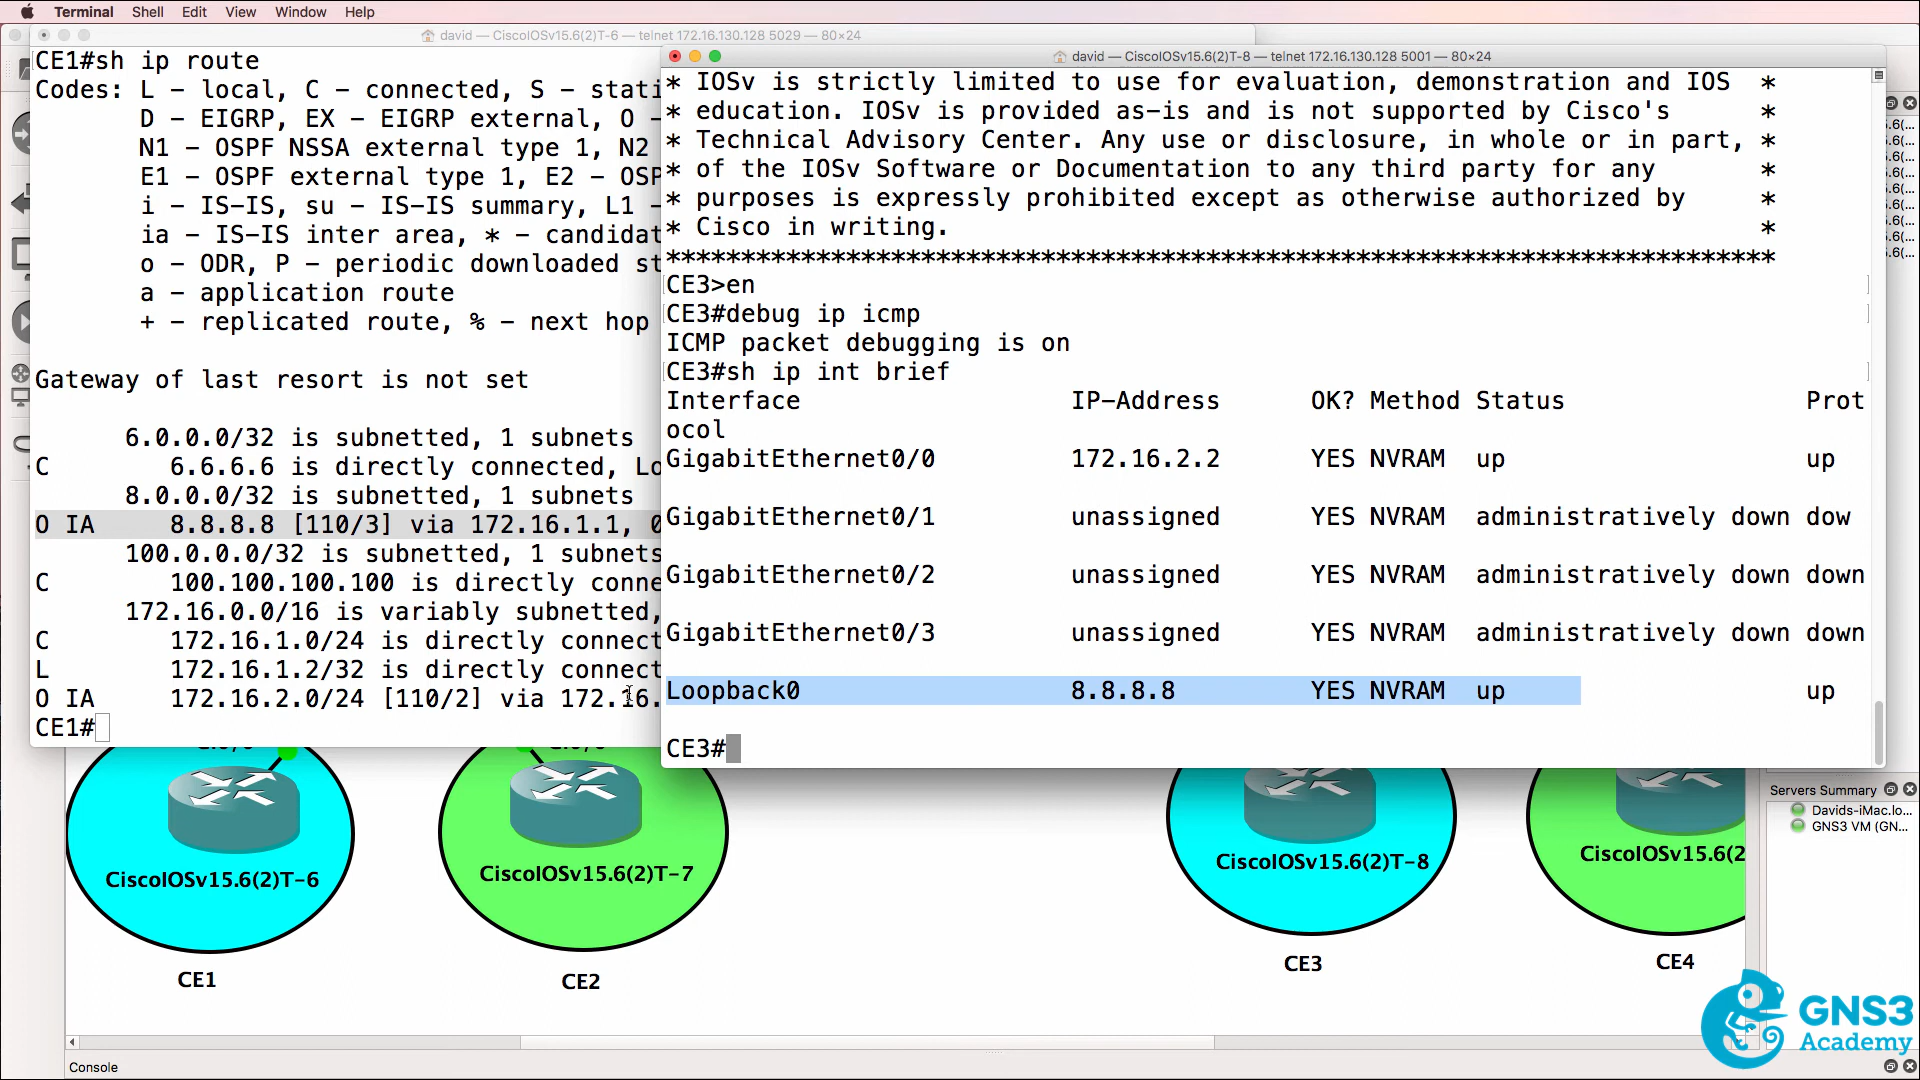 Terminal Shell Edit View Window Help
david — CiscoIOSv15.6(2)T-6 — telnet 172.16.130.128 5029 — 80×24
CE1#sh ip route
Codes: L - local, C - connected, S - stati
D - EIGRP, EX - EIGRP external, O -
N1 - OSPF NSSA external type 1, N2
E1 - OSPF external type 1, E2 - OSP
i - IS-IS, su - IS-IS summary, L1 -
ia - IS-IS inter area, * - candidat
o - ODR, P - periodic downloaded st
a - application route
+ - replicated route, % - next hop
Gateway of last resort is not set
6.0.0.0/32 is subnetted, 1 subnets
C 6.6.6.6 is directly connected, Lo
8.0.0.0/32 is subnetted, 1 subnets
O IA 8.8.8.8 [110/3] via 172.16.1.1, 0
100.0.0.0/32 is subnetted, 1 subnets
C 100.100.100.100 is directly conne
172.16.0.0/16 is variably subnetted,
C 172.16.1.0/24 is directly connect
L 172.16.1.2/32 is directly connect
O IA 172.16.2.0/24 [110/2] via 172.16.
CE1#
david — CiscoIOSv15.6(2)T-8 — telnet 172.16.130.128 5001 — 80×24
* IOSv is strictly limited to use for evaluation, demonstration and IOS *
* education. IOSv is provided as-is and is not supported by Cisco's *
* Technical Advisory Center. Any use or disclosure, in whole or in part, *
* of the IOSv Software or Documentation to any third party for any *
* purposes is expressly prohibited except as otherwise authorized by *
* Cisco in writing. *
**************************************************************************
CE3>en
CE3#debug ip icmp
ICMP packet debugging is on
CE3#sh ip int brief
Interface IP-Address OK? Method Status Prot
ocol
GigabitEthernet0/0 172.16.2.2 YES NVRAM up up
GigabitEthernet0/1 unassigned YES NVRAM administratively down dow
GigabitEthernet0/2 unassigned YES NVRAM administratively down down
GigabitEthernet0/3 unassigned YES NVRAM administratively down down
Loopback0 8.8.8.8 YES NVRAM up up
CE3#
CiscoIOSv15.6(2)T-6
CE1
CiscoIOSv15.6(2)T-7
CE2
CiscoIOSv15.6(2)T-8
CE3
CiscoIOSv15.6(2
CE4
Servers Summary
Davids-iMac.lo...
GNS3 VM (GN...
GNS3
Academy
Console